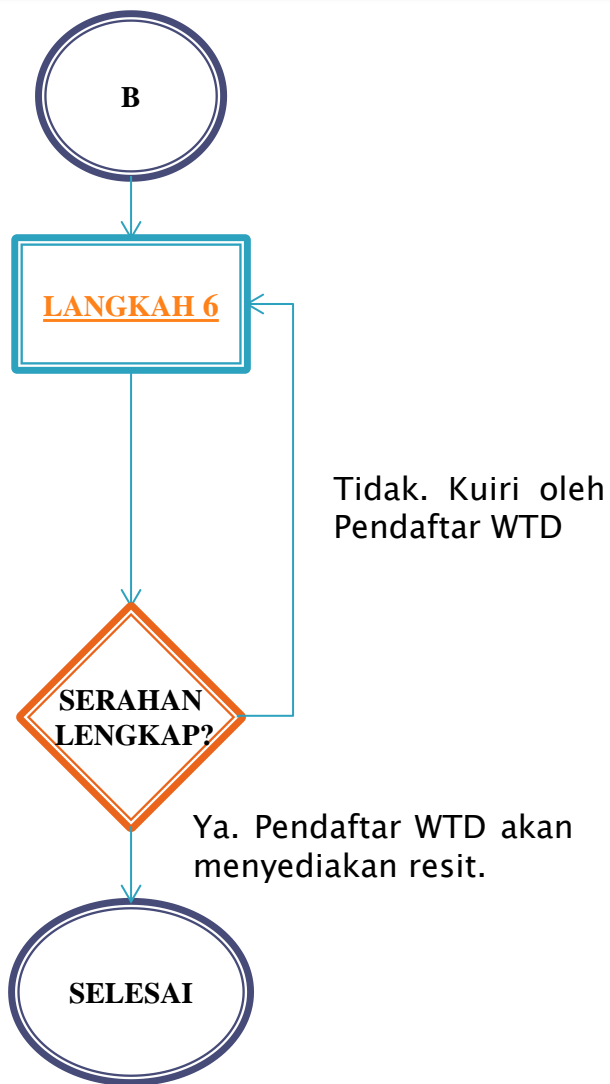 B
LANGKAH 6
Tidak. Kuiri oleh
Pendaftar WTD
SERAHAN
LENGKAP?
Ya. Pendaftar WTD akan
menyediakan resit.
SELESAI